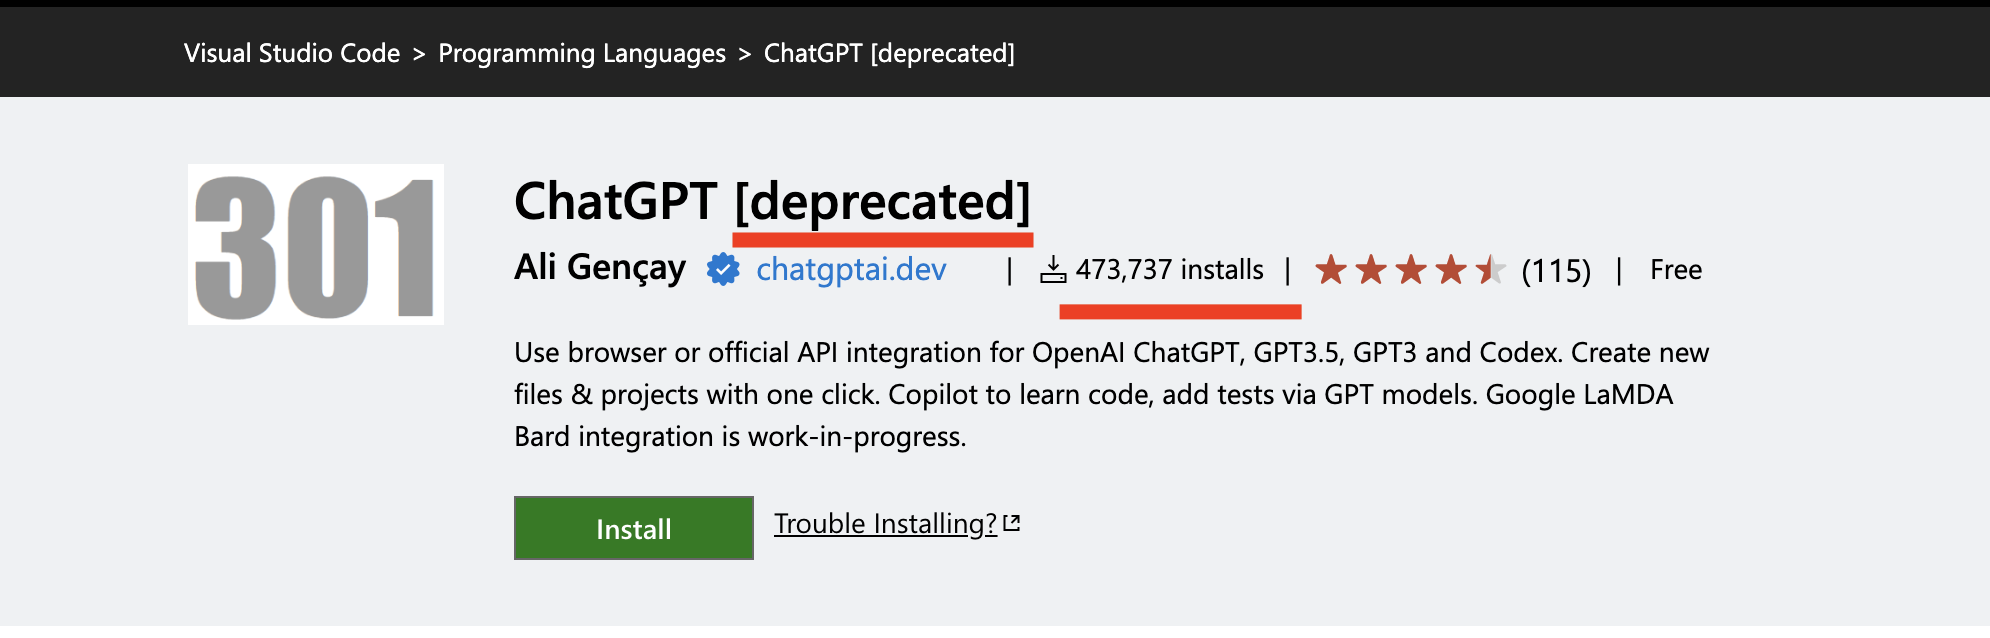 Visual Studio Code > Programming Languages > ChatGPT [deprecated]
301
ChatGPT [deprecated]
Ali Gençay chatgptai.dev | 473,737 installs | (115) | Free
Use browser or official API integration for OpenAI ChatGPT, GPT3.5, GPT3 and Codex. Create new
files & projects with one click. Copilot to learn code, add tests via GPT models. Google LaMDA
Bard integration is work-in-progress.
Install
Trouble Installing?